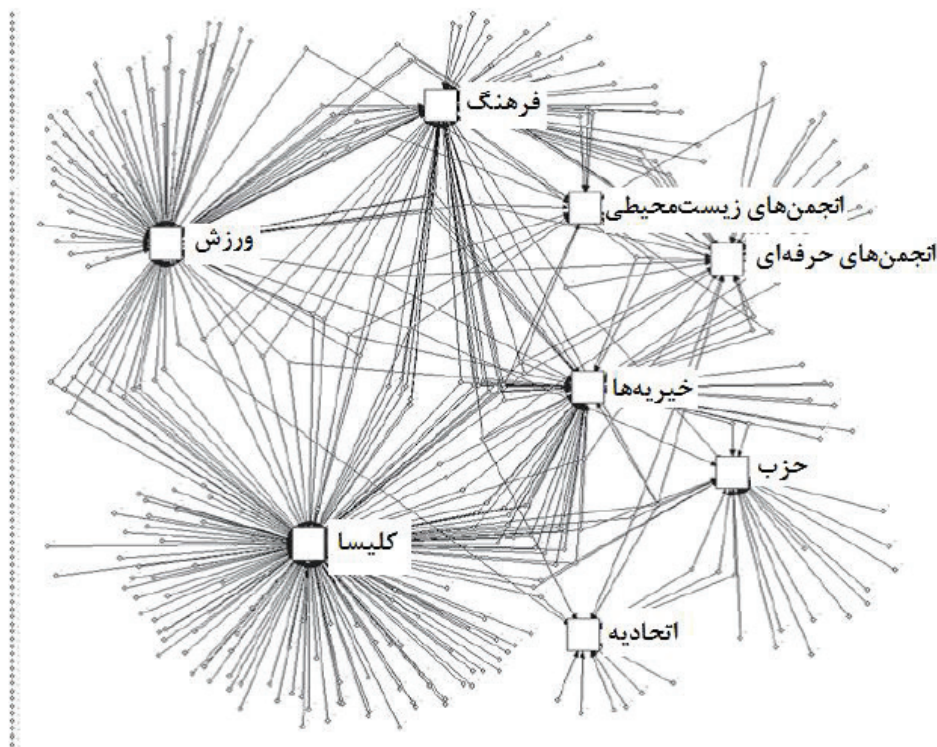 فرهنگ
انجمن‌های زیست‌محیطی
ورزش
انجمن‌های حرفه‌ای
خیریه‌ها
حزب
کلیسا
اتحادیه